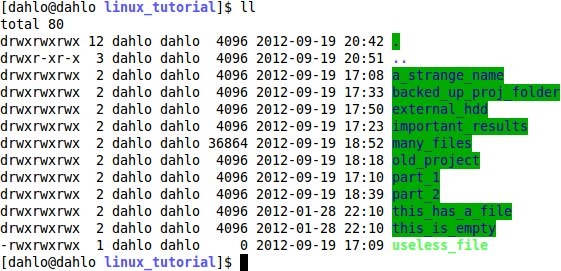 [dahlo@dahlo linux_tutorial]$ ll
total 80
drwxrwxrwx 12 dahlo dahlo  4096 2012-09-19 20:42 .
drwxr-xr-x  3 dahlo dahlo  4096 2012-09-19 20:51 ..
drwxrwxrwx  2 dahlo dahlo  4096 2012-09-19 17:08 a_strange_name
drwxrwxrwx  2 dahlo dahlo  4096 2012-09-19 17:33 backed_up_proj_folder
drwxrwxrwx  2 dahlo dahlo  4096 2012-09-19 17:50 external_hdd
drwxrwxrwx  2 dahlo dahlo  4096 2012-09-19 17:23 important_results
drwxrwxrwx  2 dahlo dahlo 36864 2012-09-19 18:52 many_files
drwxrwxrwx  2 dahlo dahlo  4096 2012-09-19 18:18 old_project
drwxrwxrwx  2 dahlo dahlo  4096 2012-09-19 17:10 part_1
drwxrwxrwx  2 dahlo dahlo  4096 2012-09-19 18:39 part_2
drwxrwxrwx  2 dahlo dahlo  4096 2012-01-28 22:10 this_has_a_file
drwxrwxrwx  2 dahlo dahlo  4096 2012-01-28 22:10 this_is_empty
-rwxrwxrwx  1 dahlo dahlo     0 2012-09-19 17:09 useless_file
[dahlo@dahlo linux_tutorial]$